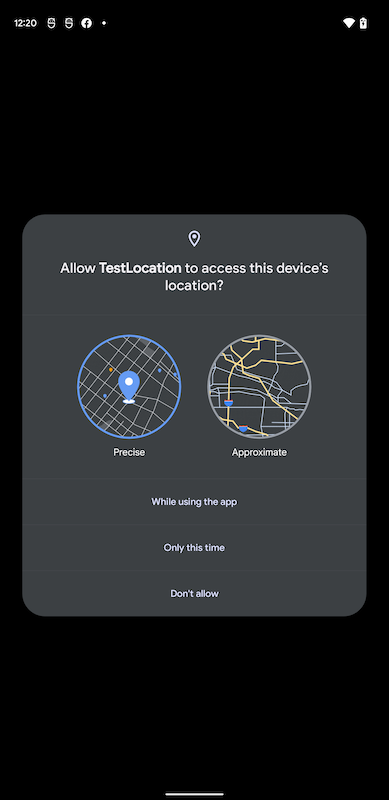 12:20
Allow TestLocation to access this device's
location?
Precise
Approximate
While using the app
Only this time
Don't allow